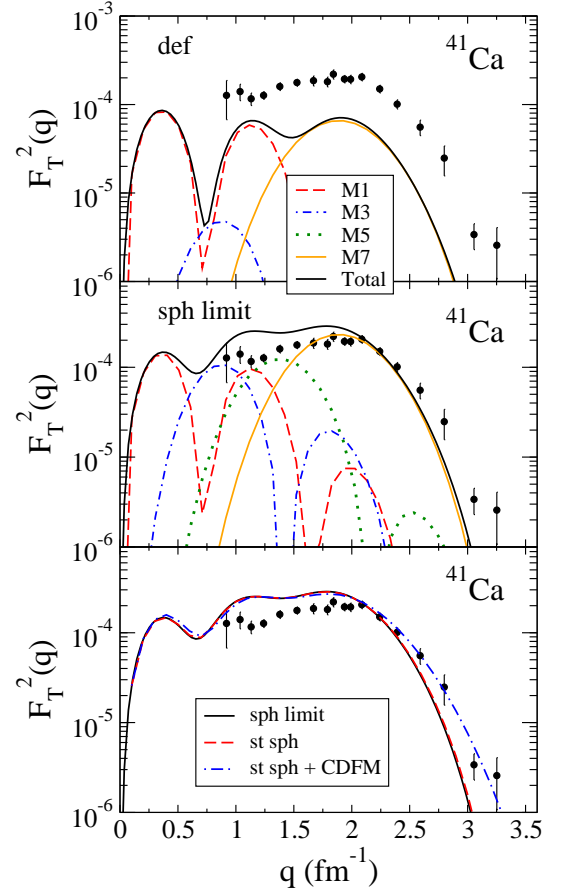 10^-3
def
^41Ca
10^-4
F_T^2(q)
10^-5
M1
M3
M5
M7
Total
10^-6
sph limit
^41Ca
10^-4
F_T^2(q)
10^-5
10^-6
^41Ca
10^-4
F_T^2(q)
10^-5
sph limit
st sph
st sph + CDFM
10^-6
0 0.5 1 1.5 2 2.5 3 3.5
q (fm^-1)